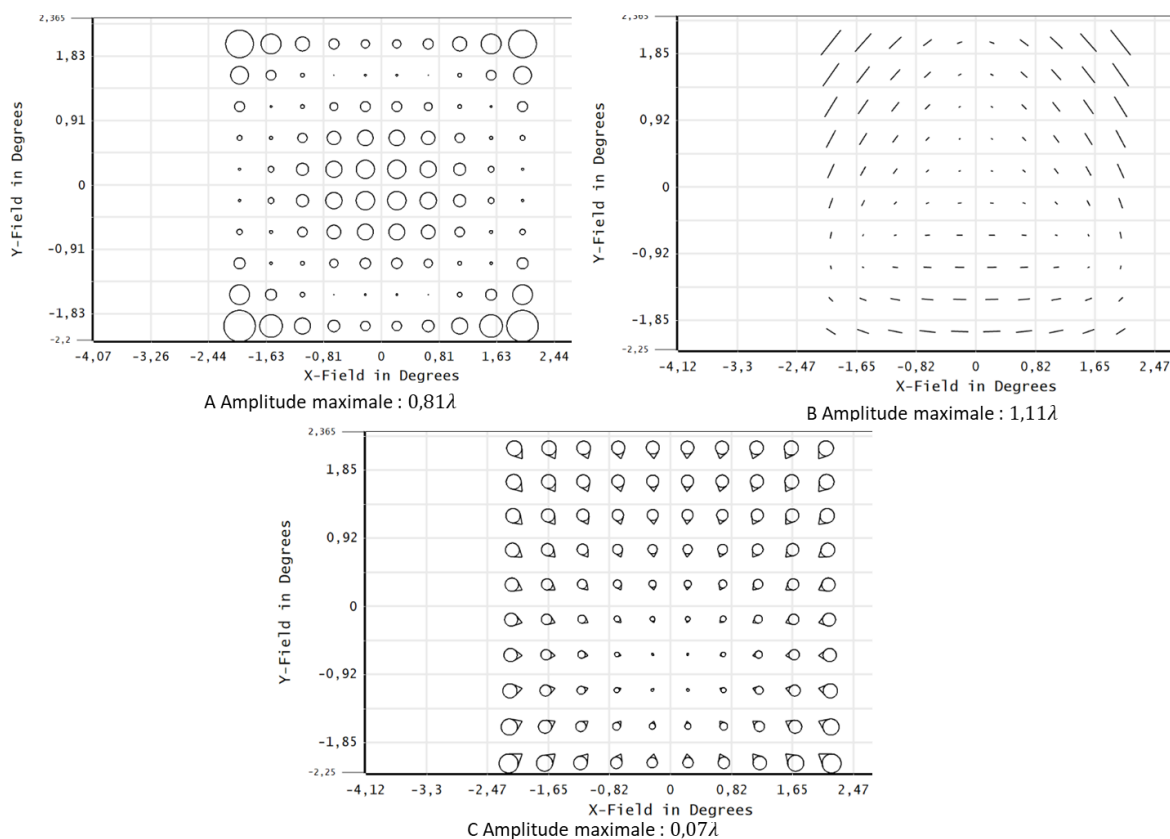 2,365
1,83
0,91
0
-0,91
-1,83
-2,2
Y-Field in Degrees
-4,07 -3,26 -2,44 -1,63 -0,81 0 0,81 1,63 2,44
X-Field in Degrees
A Amplitude maximale : 0,81λ
2,365
1,85
0,92
0
-0,92
-1,85
-2,25
Y-Field in Degrees
-4,12 -3,3 -2,47 -1,65 -0,82 0 0,82 1,65 2,47
X-Field in Degrees
B Amplitude maximale : 1,11λ
2,365
1,85
0,92
0
-0,92
-1,85
-2,25
Y-Field in Degrees
-4,12 -3,3 -2,47 -1,65 -0,82 0 0,82 1,65 2,47
X-Field in Degrees
C Amplitude maximale : 0,07λ